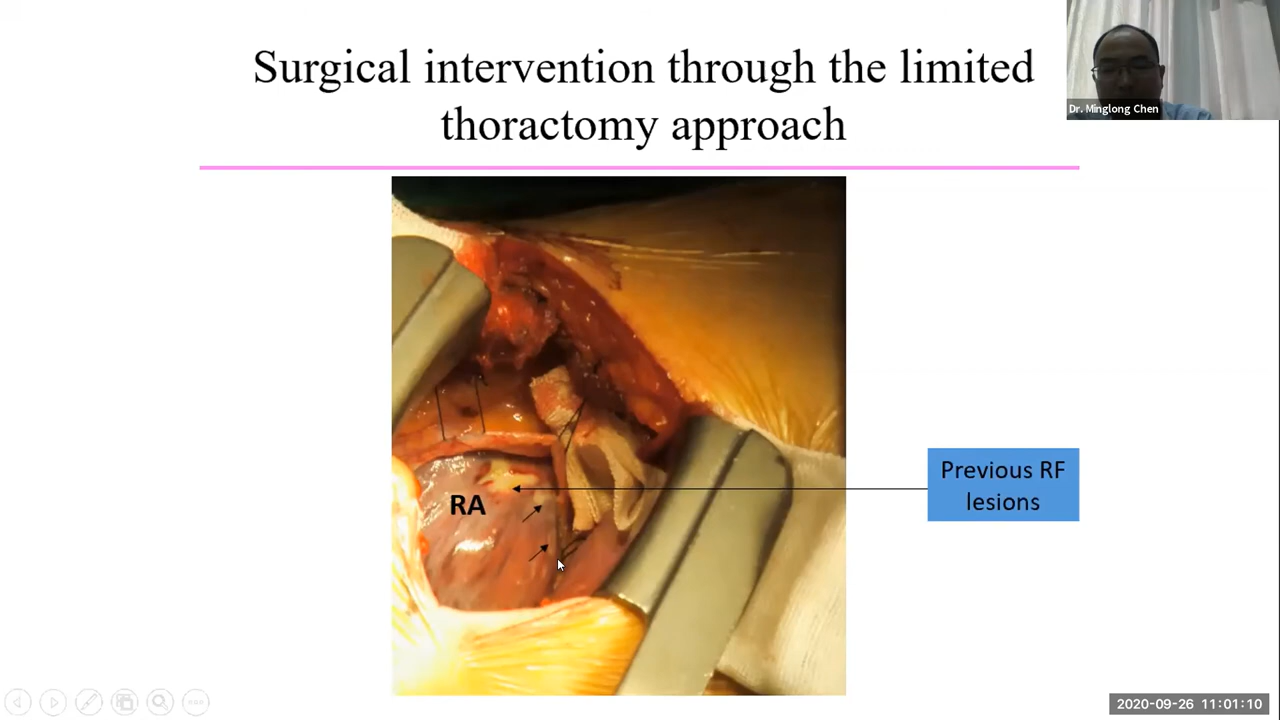 Surgical intervention through the limited
thoractomy approach
Dr. Minglong Chen
RA
Previous RF
lesions
2020-09-26 11:01:10